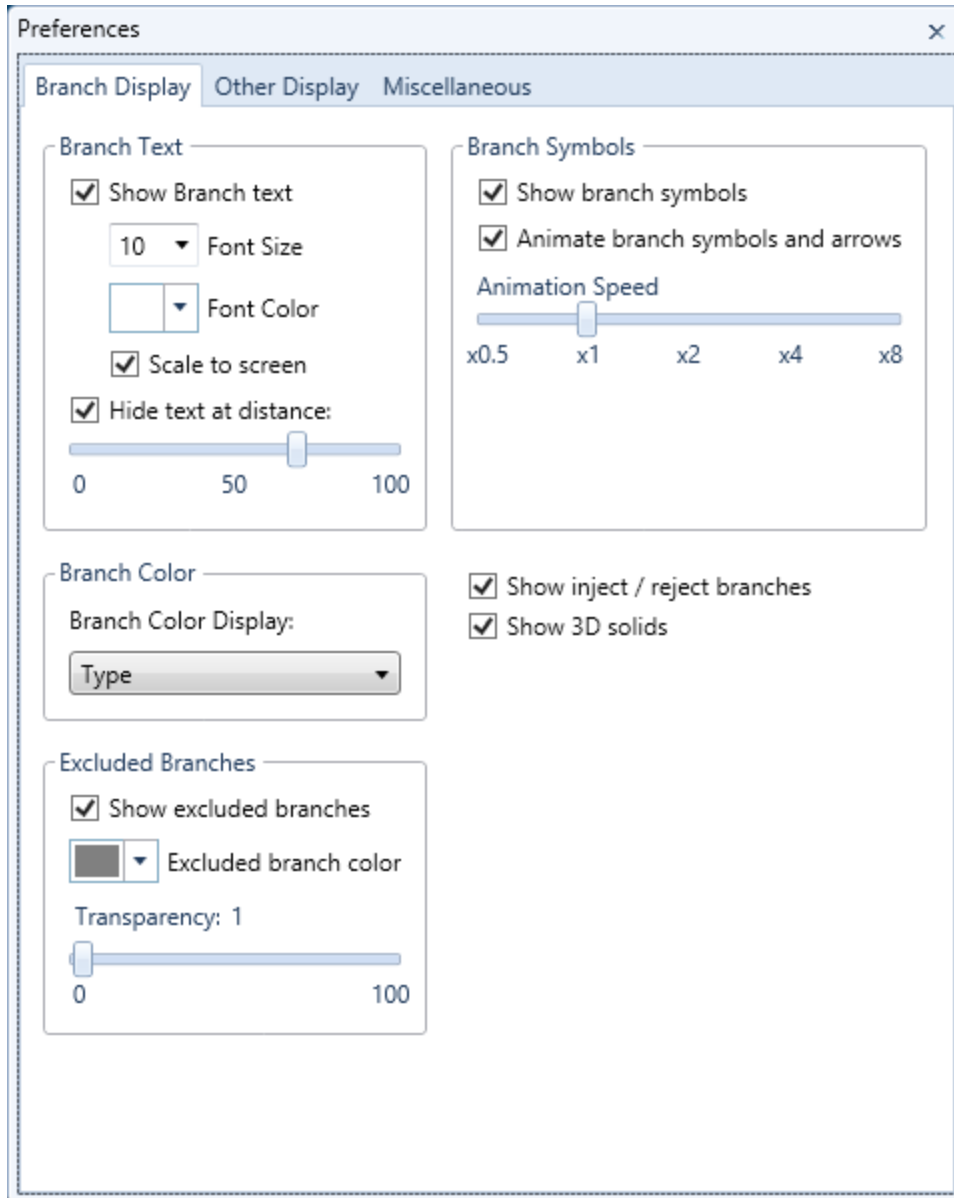 Preferences
Branch Display Other Display Miscellaneous
Branch Text
Show Branch text
10 Font Size
Font Color
Scale to screen
Hide text at distance:
0 50 100
Branch Symbols
Show branch symbols
Animate branch symbols and arrows
Animation Speed
x0.5 x1 x2 x4 x8
Branch Color
Branch Color Display:
Type
Show inject / reject branches
Show 3D solids
Excluded Branches
Show excluded branches
Excluded branch color
Transparency: 1
0 100